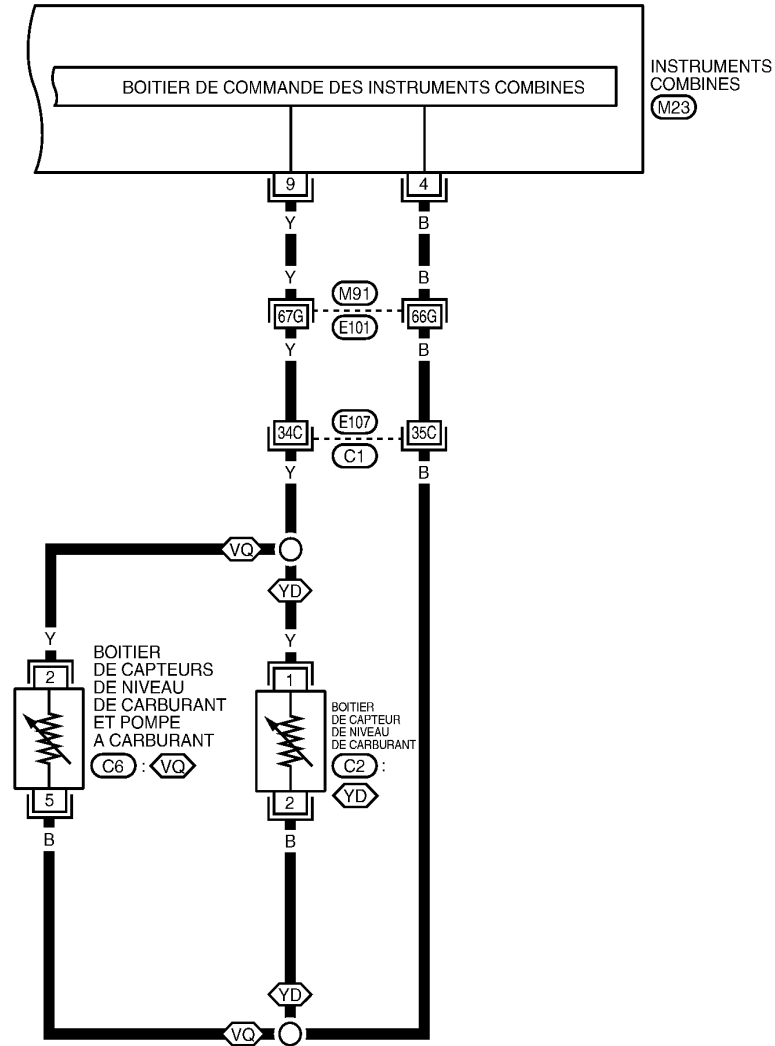 BOITIER DE COMMANDE DES INSTRUMENTS COMBINES
INSTRUMENTS
COMBINES
M23
9 4
Y B
Y B
M91
67G 66G
E101
Y B
E107
34C 35C
C1
Y B
VQ
YD
Y Y
BOITIER
DE CAPTEURS
DE NIVEAU
DE CARBURANT
ET POMPE
A CARBURANT
C6 : VQ
2
5
B
1
BOITIER
DE CAPTEUR
DE NIVEAU
DE CARBURANT
C2 :
YD
2
B
YD
VQ